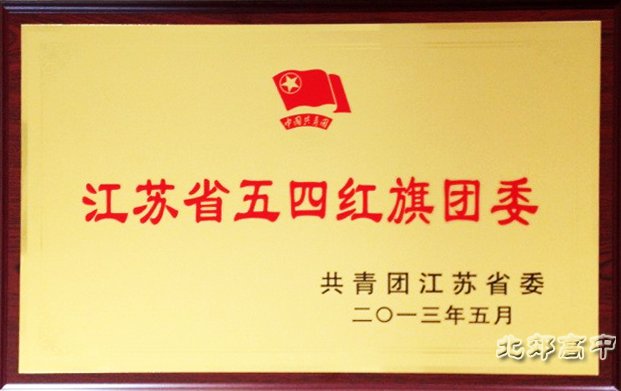 中国共青团
江苏省五四红旗团委
共青团江苏省委
二〇一三年五月
北郊高中